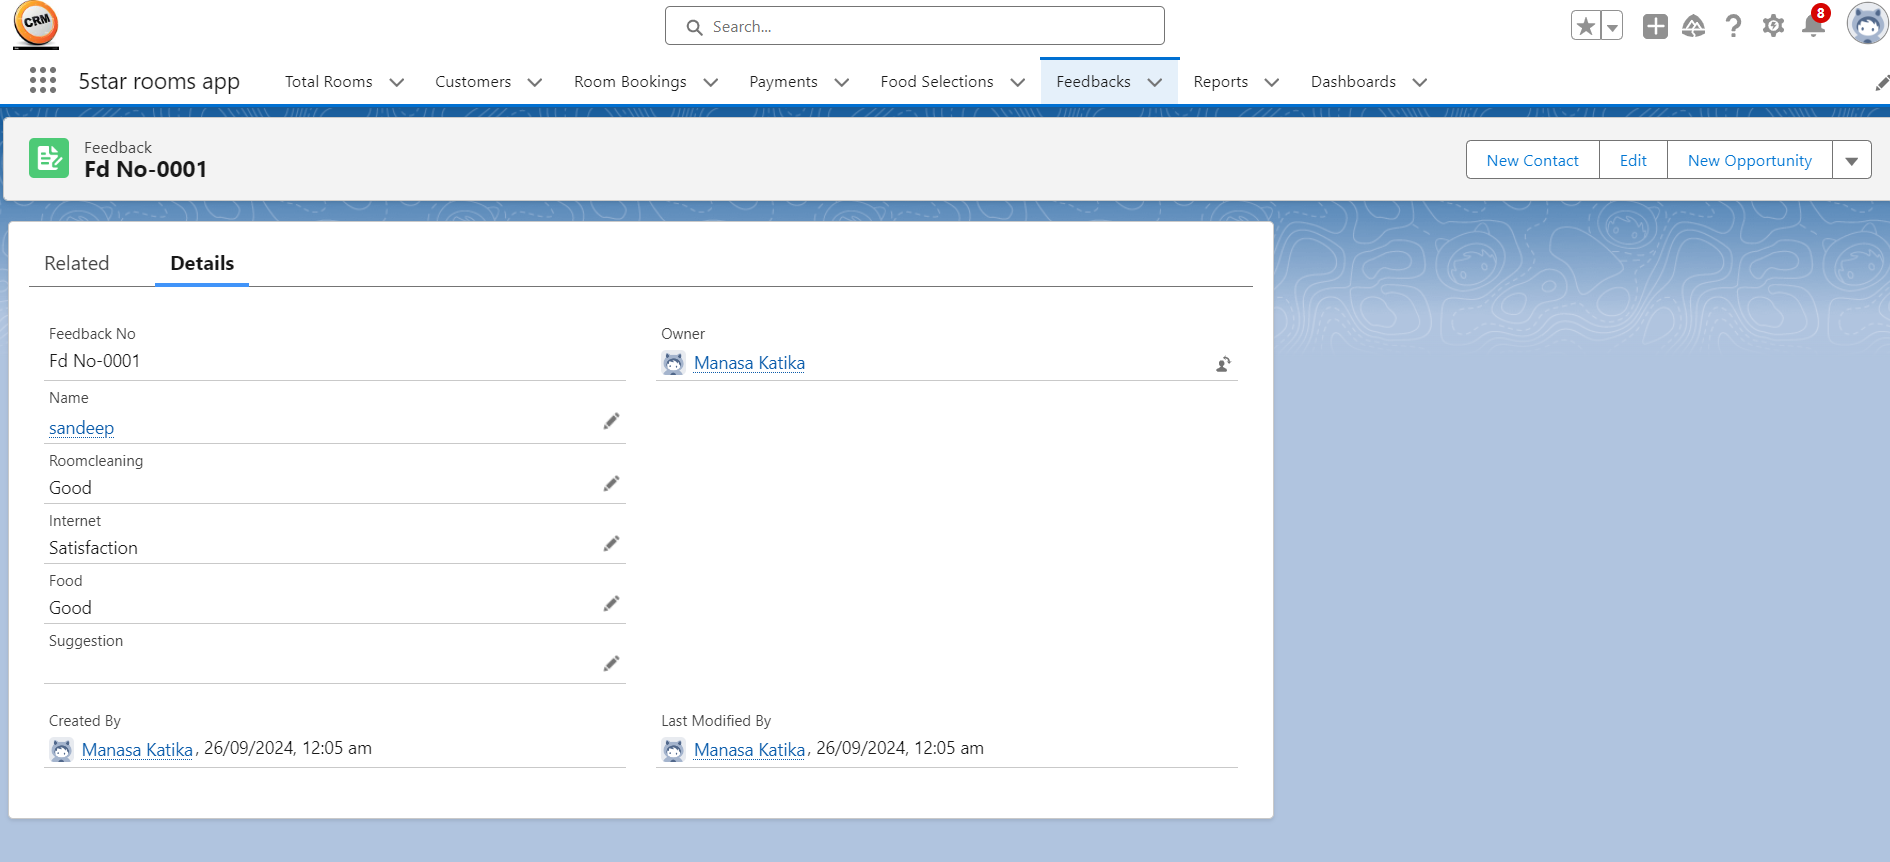 CRM
Search...
8
5star rooms app
Total Rooms
Customers
Room Bookings
Payments
Food Selections
Feedbacks
Reports
Dashboards
Feedback
Fd No-0001
New Contact
Edit
New Opportunity
Related
Details
Feedback No
Fd No-0001
Owner
Manasa Katika
Name
sandeep
Roomcleaning
Good
Internet
Satisfaction
Food
Good
Suggestion
Created By
Manasa Katika, 26/09/2024, 12:05 am
Last Modified By
Manasa Katika, 26/09/2024, 12:05 am